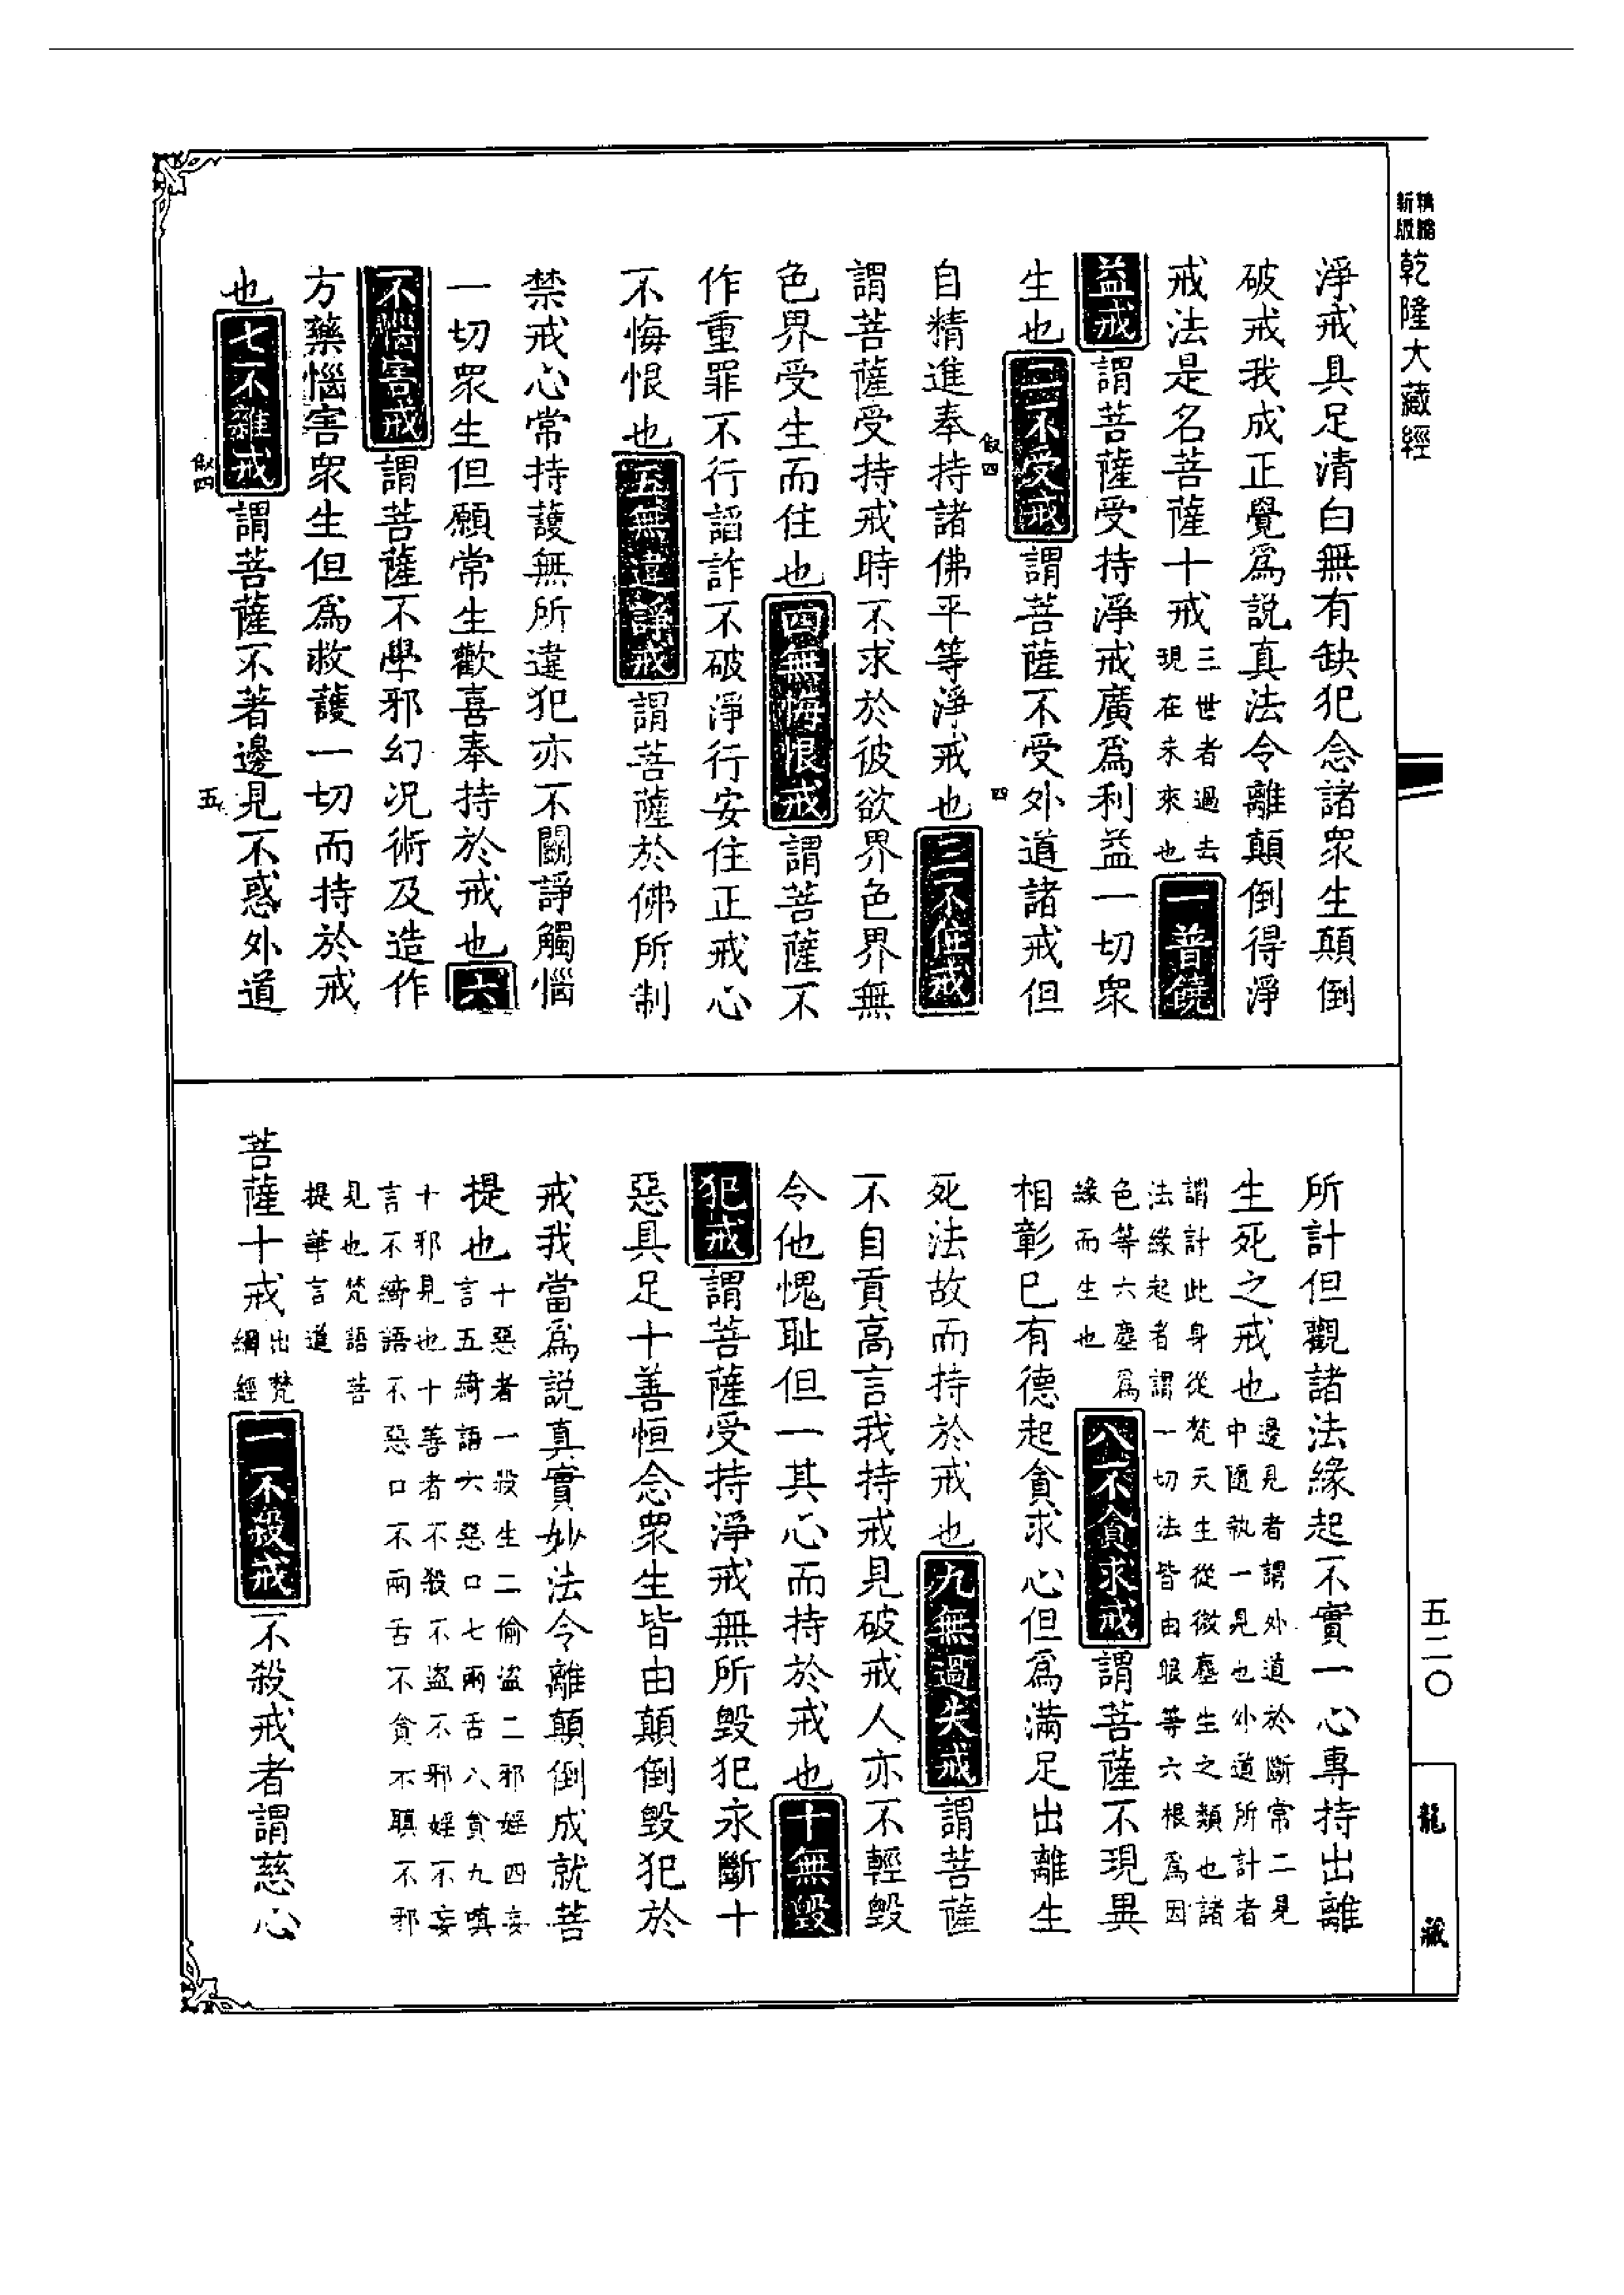 精縮
新版
乾隆大藏經
淨戒具足清白無有缺犯念諸衆生顛倒
破戒我成正覺爲說真法令離顛倒得淨
戒法是名菩薩十戒
三世者過去
現在未來也
一普饒
益戒謂菩薩受持淨戒廣爲利益一切衆
生也二不受戒謂菩薩不受外道諸戒但
敘四
四
自精進奉持諸佛平等淨戒也三不住戒
謂菩薩受持戒時不求於彼欲界色界無
色界受生而住也四無悔恨戒謂菩薩不
作重罪不行謟詐不破淨行安住正戒心
不悔恨也五無違諍戒謂菩薩於佛所制
禁戒心常持護無所違犯亦不鬭諍觸惱
一切衆生但願常生歡喜奉持於戒也六
不惱害戒謂菩薩不學邪幻況術及造作
方藥惱害衆生但爲救護一切而持於戒
也七不雜戒謂菩薩不著邊見不惑外道
敘四
五
五二〇
龍藏
所計但觀諸法緣起不實一心專持出離
生死之戒也
邊見者謂外道於斷常二見
中隨執一見也外道所計者
謂計此身從梵天生從微塵生之類也諸
法緣起者謂一切法皆由眼等六根爲因
色等六塵爲
緣而生也
八不貪求戒謂菩薩不現異
相彰巳有德起貪求心但爲滿足出離生
死法故而持於戒也九無過失戒謂菩薩
不自貢高言我持戒見破戒人亦不輕毀
令他愧耻但一其心而持於戒也十無毀
犯戒謂菩薩受持淨戒無所毀犯永斷十
惡具足十善恒念衆生皆由顛倒毀犯於
戒我當爲說真實妙法令離顛倒成就菩
提也
十惡者一殺生二偷盗二邪婬四妄
言五綺語六惡口七兩舌八貪九嗔
十邪見也十善者不殺不盗不邪婬不妄
言不綺語不惡口不兩舌不貪不瞋不邪
見也梵語菩
提華言道
菩薩十戒
出梵
網經
一不殺戒不殺戒者謂慈心